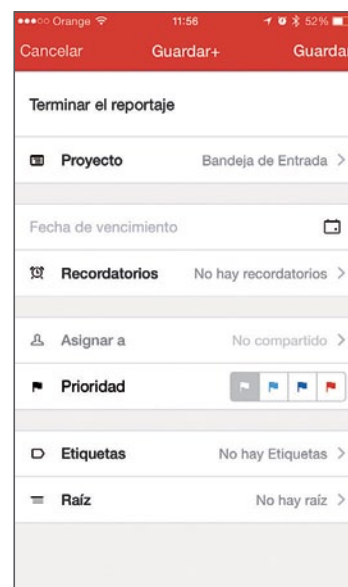 Orange 11:56 52%
Cancelar Guardar+ Guardar
Terminar el reportaje
Proyecto Bandeja de Entrada
Fecha de vencimiento
Recordatorios No hay recordatorios
Asignar a No compartido
Prioridad
Etiquetas No hay Etiquetas
Raíz No hay raíz